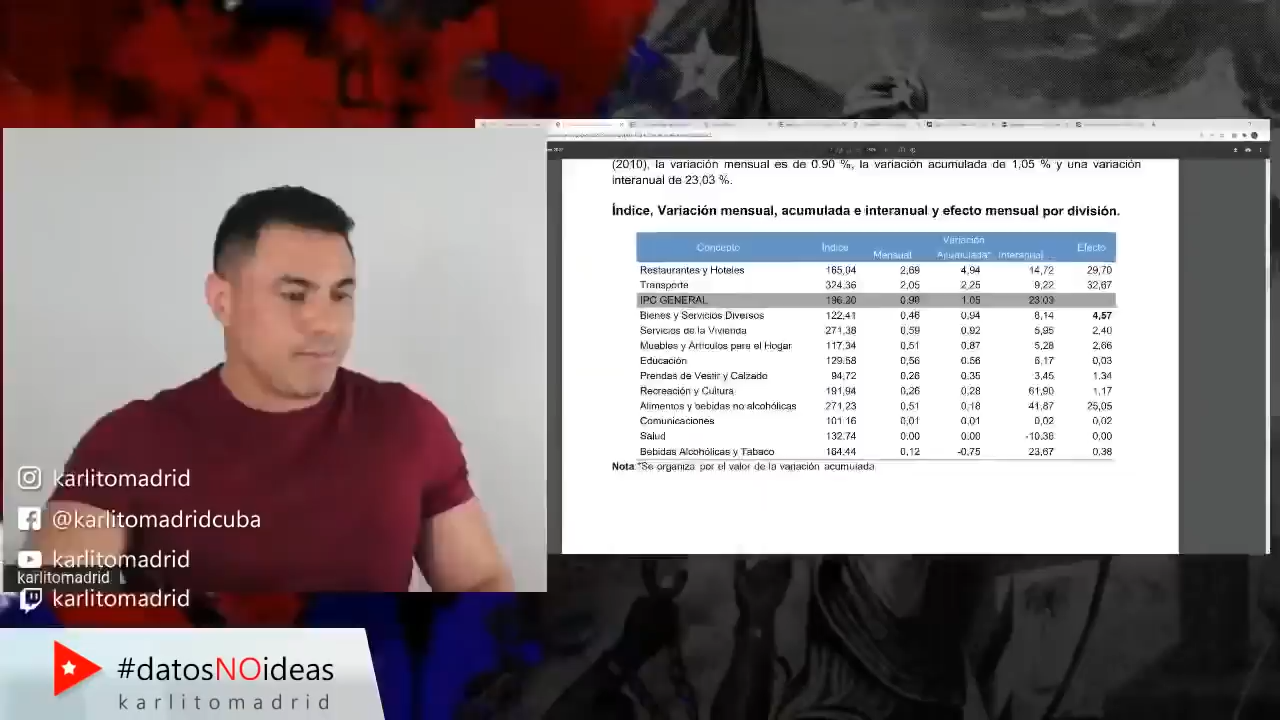 (2010), la variación mensual es de 0.90 %, la variación acumulada de 1,05 % y una variación
interanual de 23,03 %.
Índice, Variación mensual, acumulada e interanual y efecto mensual por división.
Concepto Índice Variación Efecto
Mensual Acumulada* Interanual
Restaurantes y Hoteles 165,04 2,69 4,94 14,72 29,70
Transporte 324,36 2,05 2,25 9,22 32,67
IPC GENERAL 196.20 0,90 1.05 23.03
Bienes y Servicios Diversos 122,41 0,46 0,94 8,14 4,57
Servicios de la Vivienda 271,38 0,59 0,92 5,95 2,40
Muebles y Artículos para el Hogar 117,34 0,51 0,87 5,28 2,66
Educación 129.58 0,56 0.56 6,17 0,03
Prendas de Vestir y Calzado 94,72 0,26 0,35 3,45 1,34
Recreación y Cultura 191,94 0,26 0,28 61,90 1,17
Alimentos y bebidas no alcohólicas 271,23 0,51 0,18 41,87 25,05
Comunicaciones 101.16 0,01 0,01 0,02 0,02
Salud 132.74 0.00 0.00 -10.36 0,00
Bebidas Alcohólicas y Tabaco 164.44 0,12 -0,75 23,67 0.38
Nota:*Se organiza por el valor de la variación acumulada.
karlitomadrid
@karlitomadridcuba
karlitomadrid
karlitomadrid
karlitomadrid
#datosNOideas
karlitomadrid